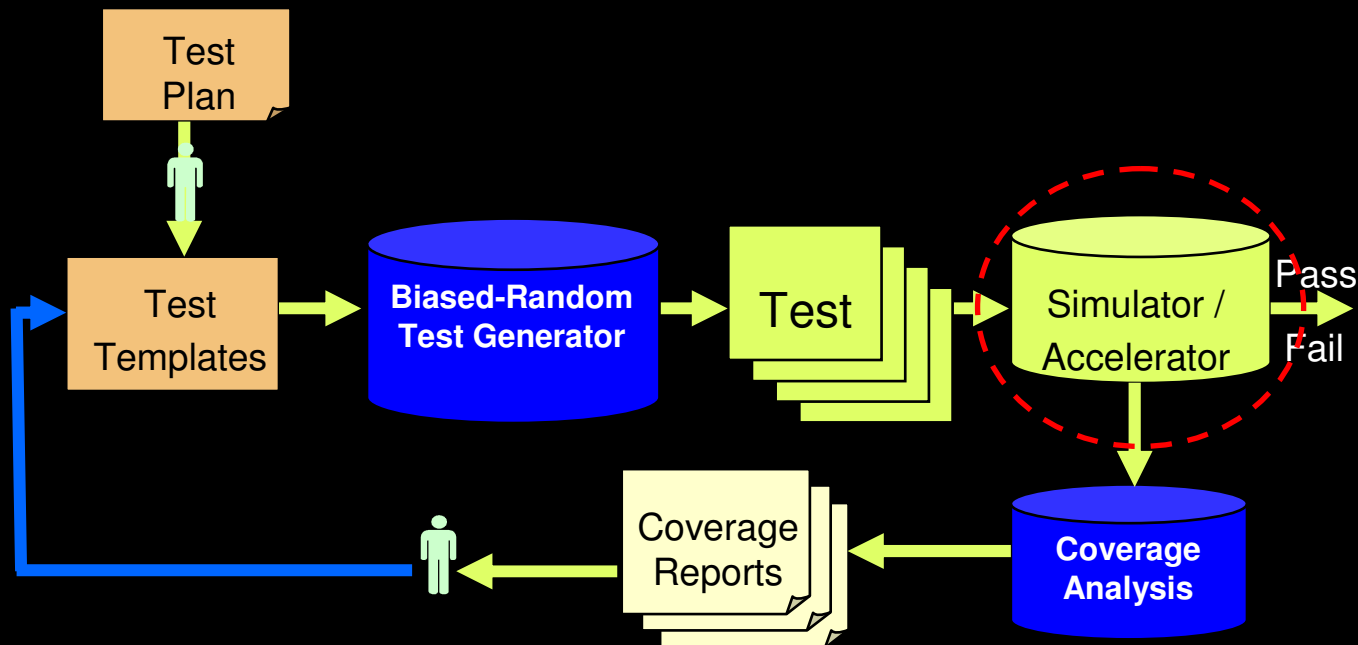 Test
Plan
Test
Templates
Biased-Random
Test Generator
Test
Simulator /
Accelerator
Pass
Fail
Coverage
Reports
Coverage
Analysis